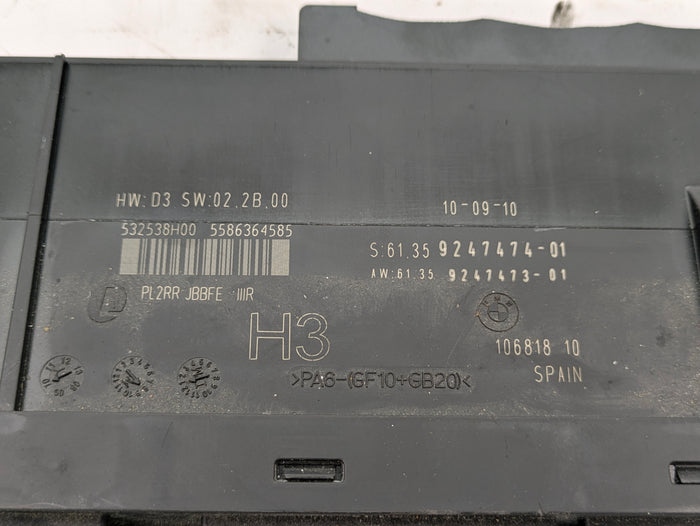 HW: D3 SW:02.2B.00
10-09-10
532538H00 5586364585
S:61.35 9247474-01
AW:61.35 9247473-01
PL2RR JBBFE IIIR
BMW
H3
106818 10
>PA6-(GF10+GB20)<
SPAIN